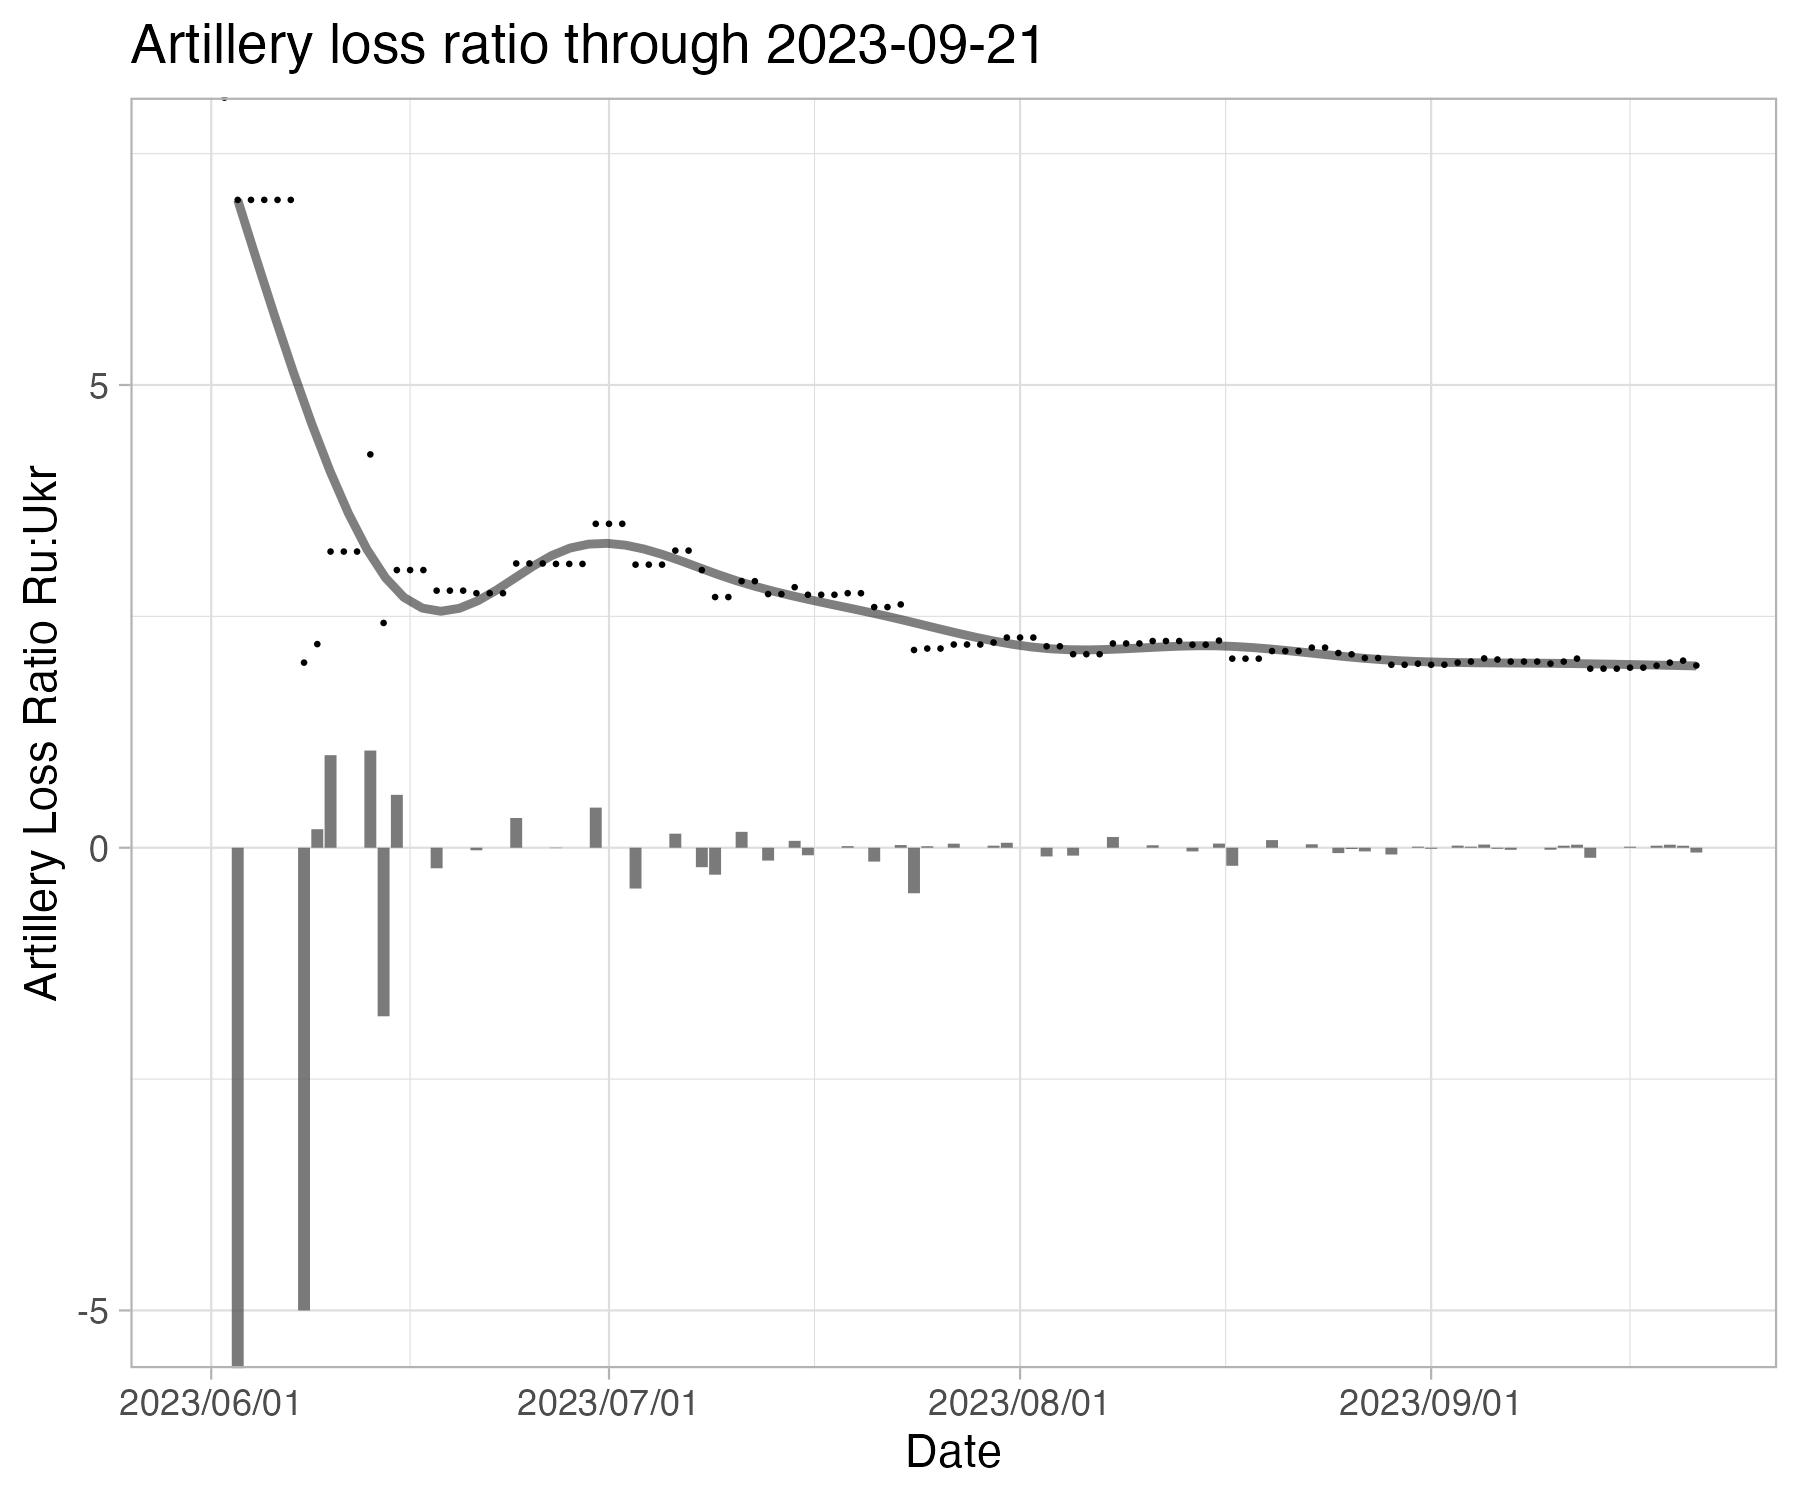 Artillery loss ratio through 2023-09-21
Artillery Loss Ratio Ru:Ukr
5
0
-5
2023/06/01
2023/07/01
2023/08/01
2023/09/01
Date